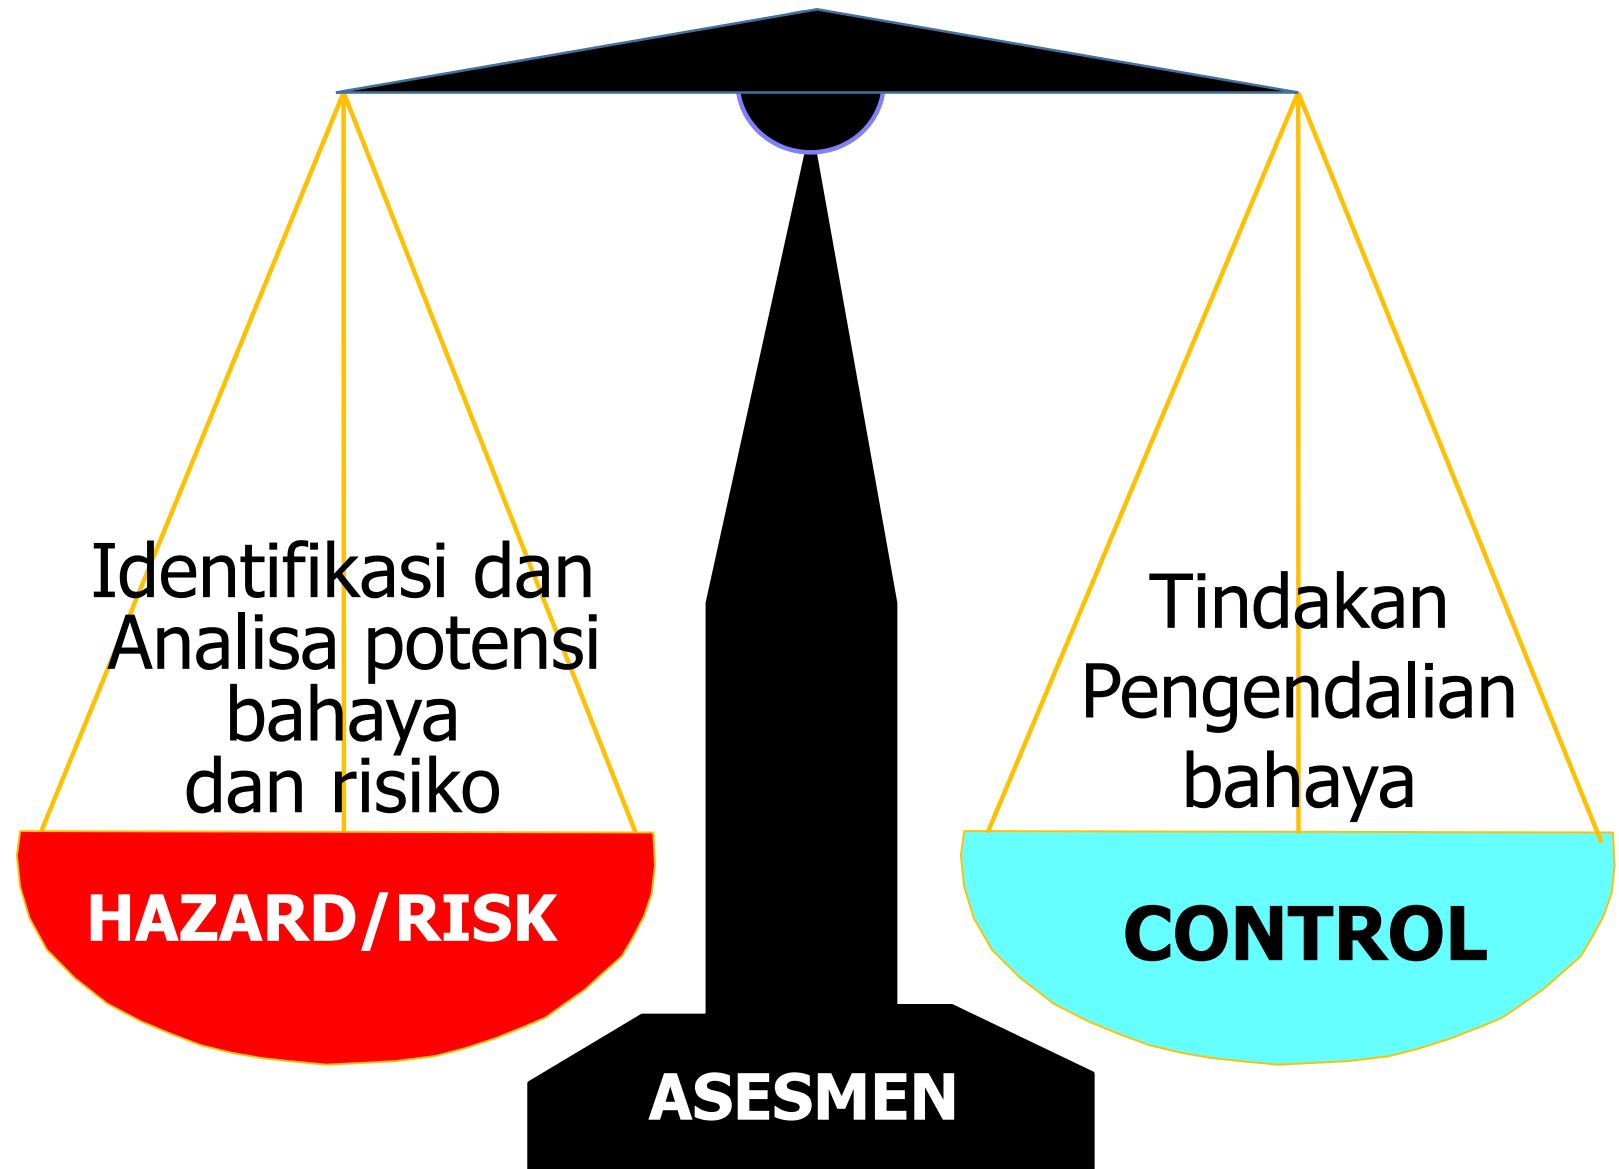 Identifikasi dan
Analisa potensi
bahaya
dan risiko
HAZARD/RISK
Tindakan
Pengendalian
bahaya
CONTROL
ASESMEN